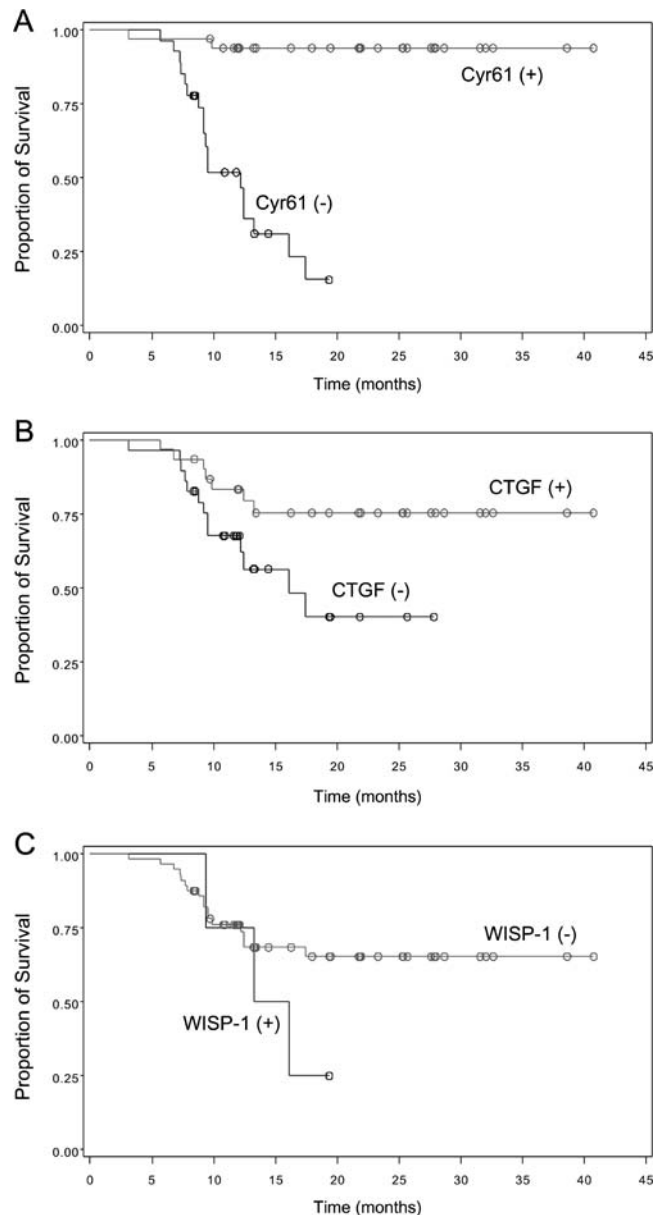 A
Proportion of Survival
1.00
0.75
0.50
0.25
0.00
Cyr61 (+)
Cyr61 (-)
0 5 10 15 20 25 30 35 40 45
Time (months)
B
Proportion of Survival
1.00
0.75
0.50
0.25
0.00
CTGF (+)
CTGF (-)
0 5 10 15 20 25 30 35 40 45
Time (months)
C
Proportion of Survival
1.00
0.75
0.50
0.25
0.00
WISP-1 (-)
WISP-1 (+)
0 5 10 15 20 25 30 35 40 45
Time (months)